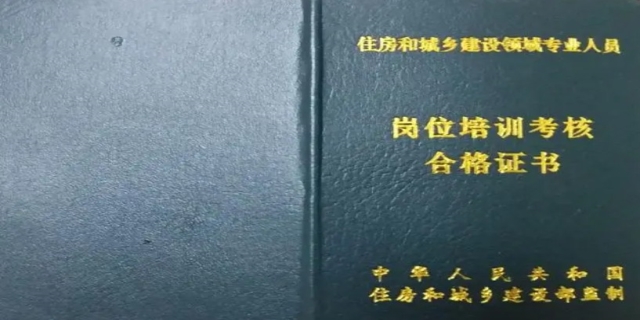 住房和城乡建设领域专业人员
岗位培训考核
合格证书
中华人民共和国
住房和城乡建设部监制